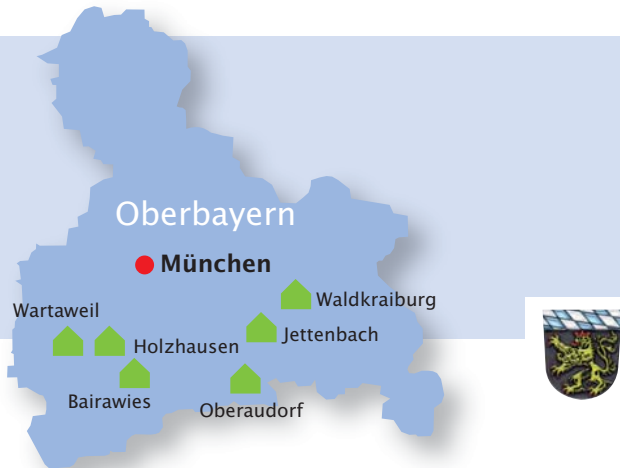 Oberbayern
München
Waldkraiburg
Wartaweil
Jettenbach
Holzhausen
Bairawies
Oberaudorf